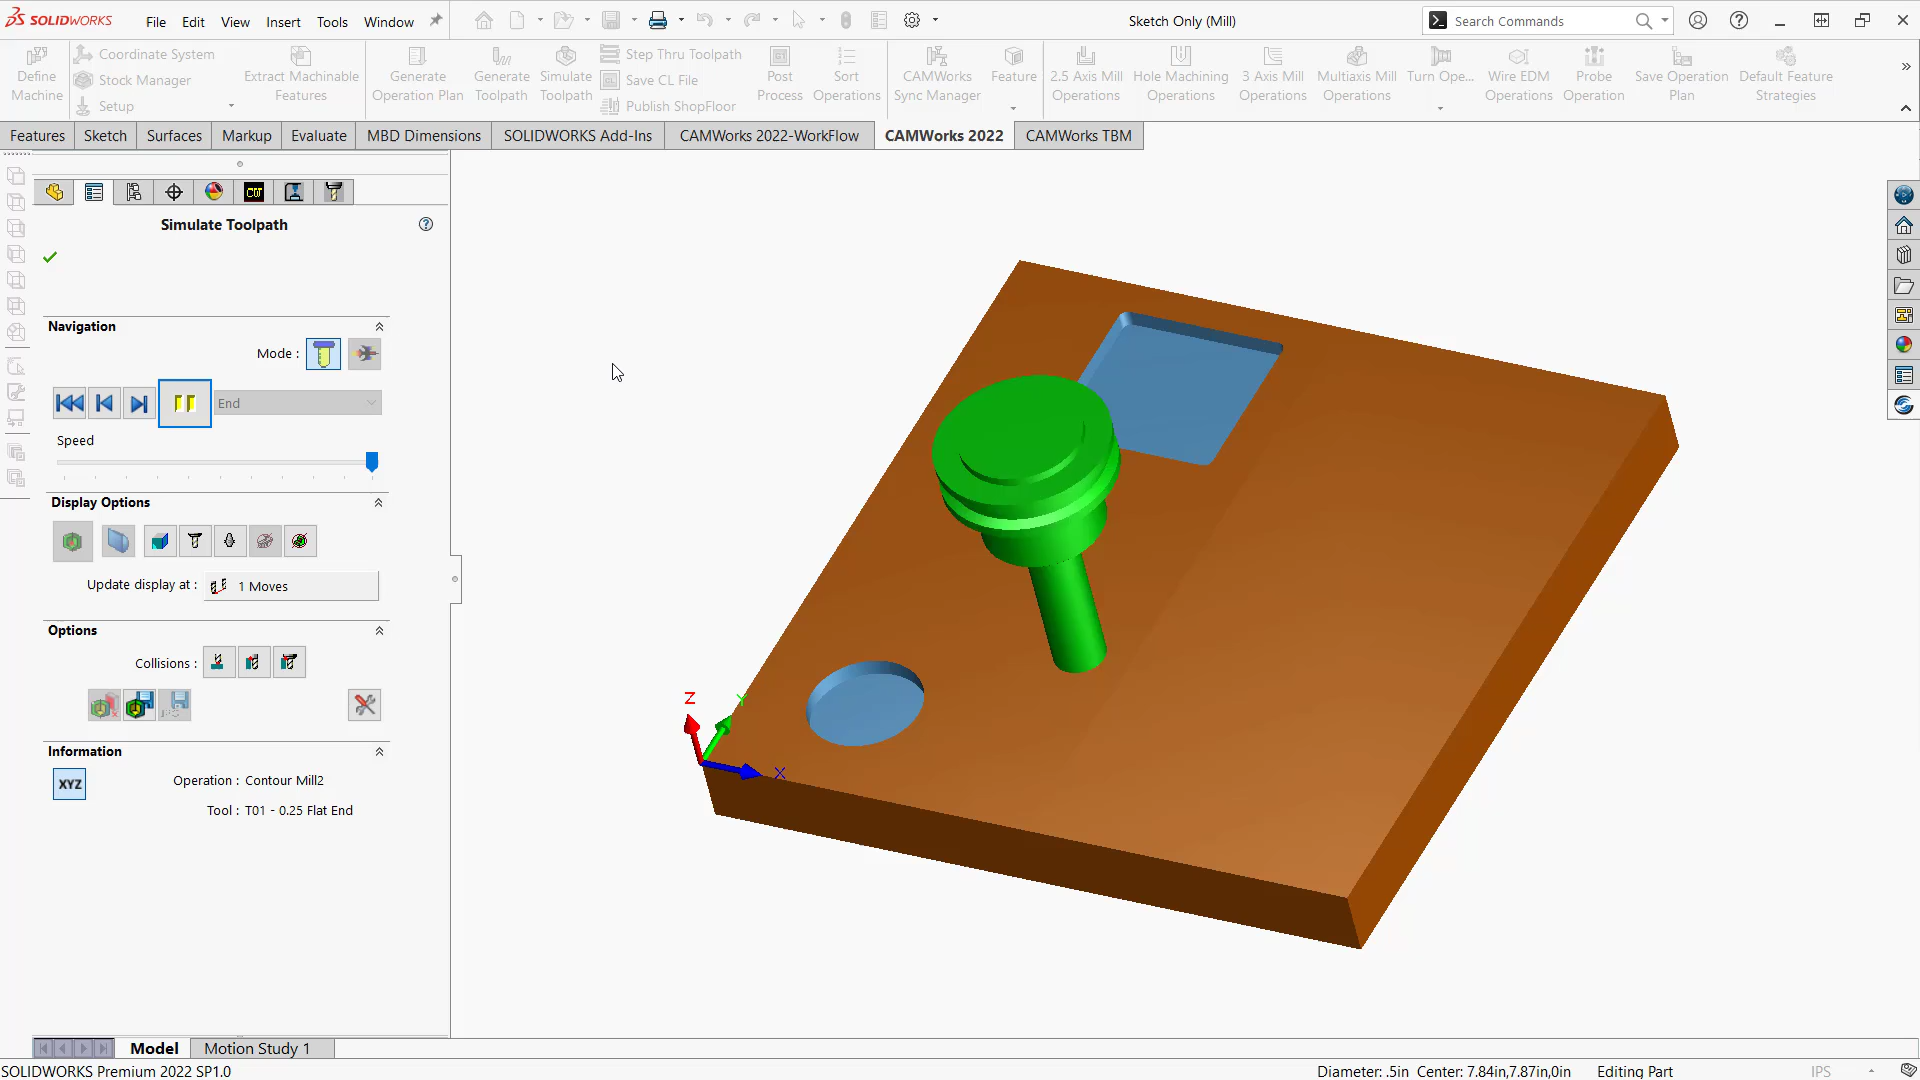 SOLIDWORKS File Edit View Insert Tools Window Sketch Only (Mill) Search Commands
Define Machine
Coordinate System
Stock Manager
Setup
Extract Machinable Features
Generate Operation Plan
Generate Toolpath
Simulate Toolpath
Step Thru Toolpath
Save CL File
Publish ShopFloor
Post Process
Sort Operations
CAMWorks Sync Manager
Feature
2.5 Axis Mill Operations
Hole Machining Operations
3 Axis Mill Operations
Multiaxis Mill Operations
Turn Ope...
Wire EDM Operations
Probe Operation
Save Operation Plan
Default Feature Strategies
Features Sketch Surfaces Markup Evaluate MBD Dimensions SOLIDWORKS Add-Ins CAMWorks 2022-WorkFlow CAMWorks 2022 CAMWorks TBM
Simulate Toolpath
Navigation
Mode :
End
Speed
Display Options
Update display at : 1 Moves
Options
Collisions :
Information
XYZ Operation : Contour Mill2
Tool : T01 - 0.25 Flat End
Z
Y
X
Model Motion Study 1
SOLIDWORKS Premium 2022 SP1.0 Diameter: .5in Center: 7.84in,7.87in,0in Editing Part IPS